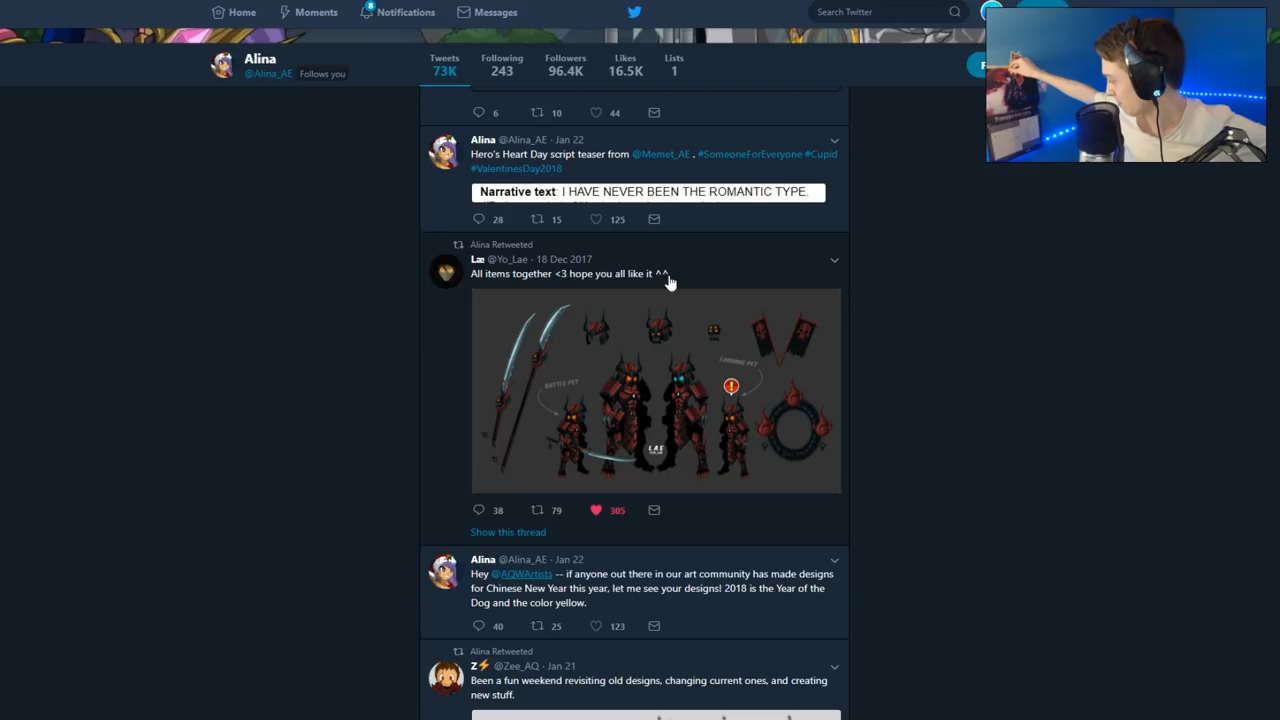 Home
Moments
8
Notifications
Messages
Search Twitter
Alina
@Alina_AE Follows you
Tweets
73K
Following
243
Followers
96.4K
Likes
16.5K
Lists
1
6 10 44
Alina @Alina_AE · Jan 22
Hero's Heart Day script teaser from @Memet_AE . #SomeoneForEveryone #Cupid
#ValentinesDay2018
Narrative text: I HAVE NEVER BEEN THE ROMANTIC TYPE.
28 15 125
Alina Retweeted
Læ @Yo_Lae · 18 Dec 2017
All items together <3 hope you all like it ^^
BATTLE PET
FARMING PET
LAE
38 79 305
Show this thread
Alina @Alina_AE · Jan 22
Hey @AQWArtists -- if anyone out there in our art community has made designs
for Chinese New Year this year, let me see your designs! 2018 is the Year of the
Dog and the color yellow.
40 25 123
Alina Retweeted
Z⚡ @Zee_AQ · Jan 21
Been a fun weekend revisiting old designs, changing current ones, and creating
new stuff.